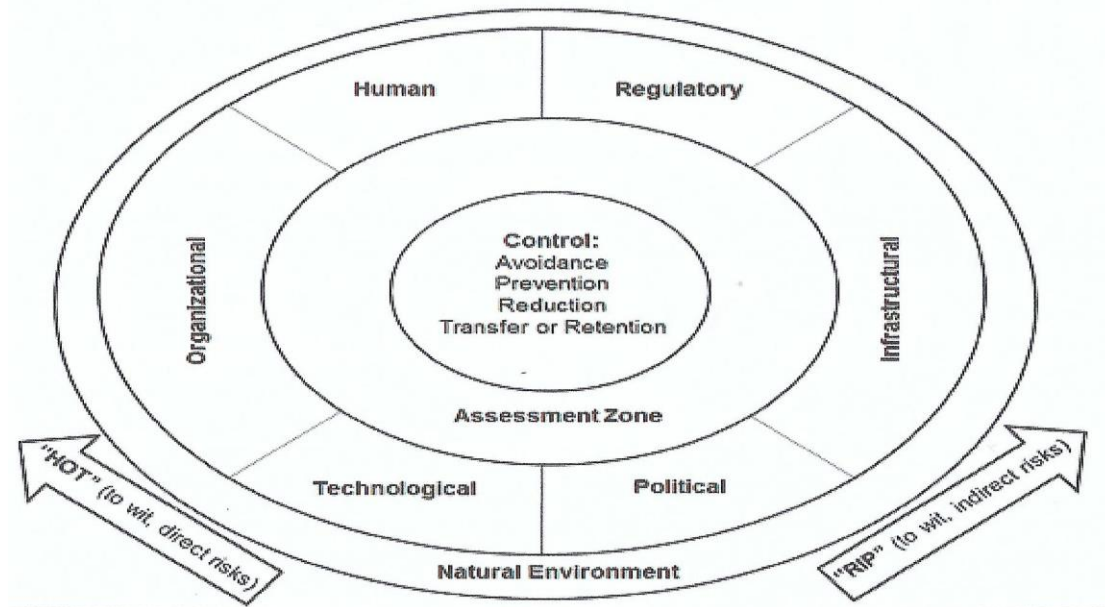 Human
Regulatory
Organizational
Control:
Avoidance
Prevention
Reduction
Transfer or Retention
Infrastructural
Assessment Zone
Technological
Political
Natural Environment
"HOT" (to wit, direct risks)
"RIP" (to wit, indirect risks)